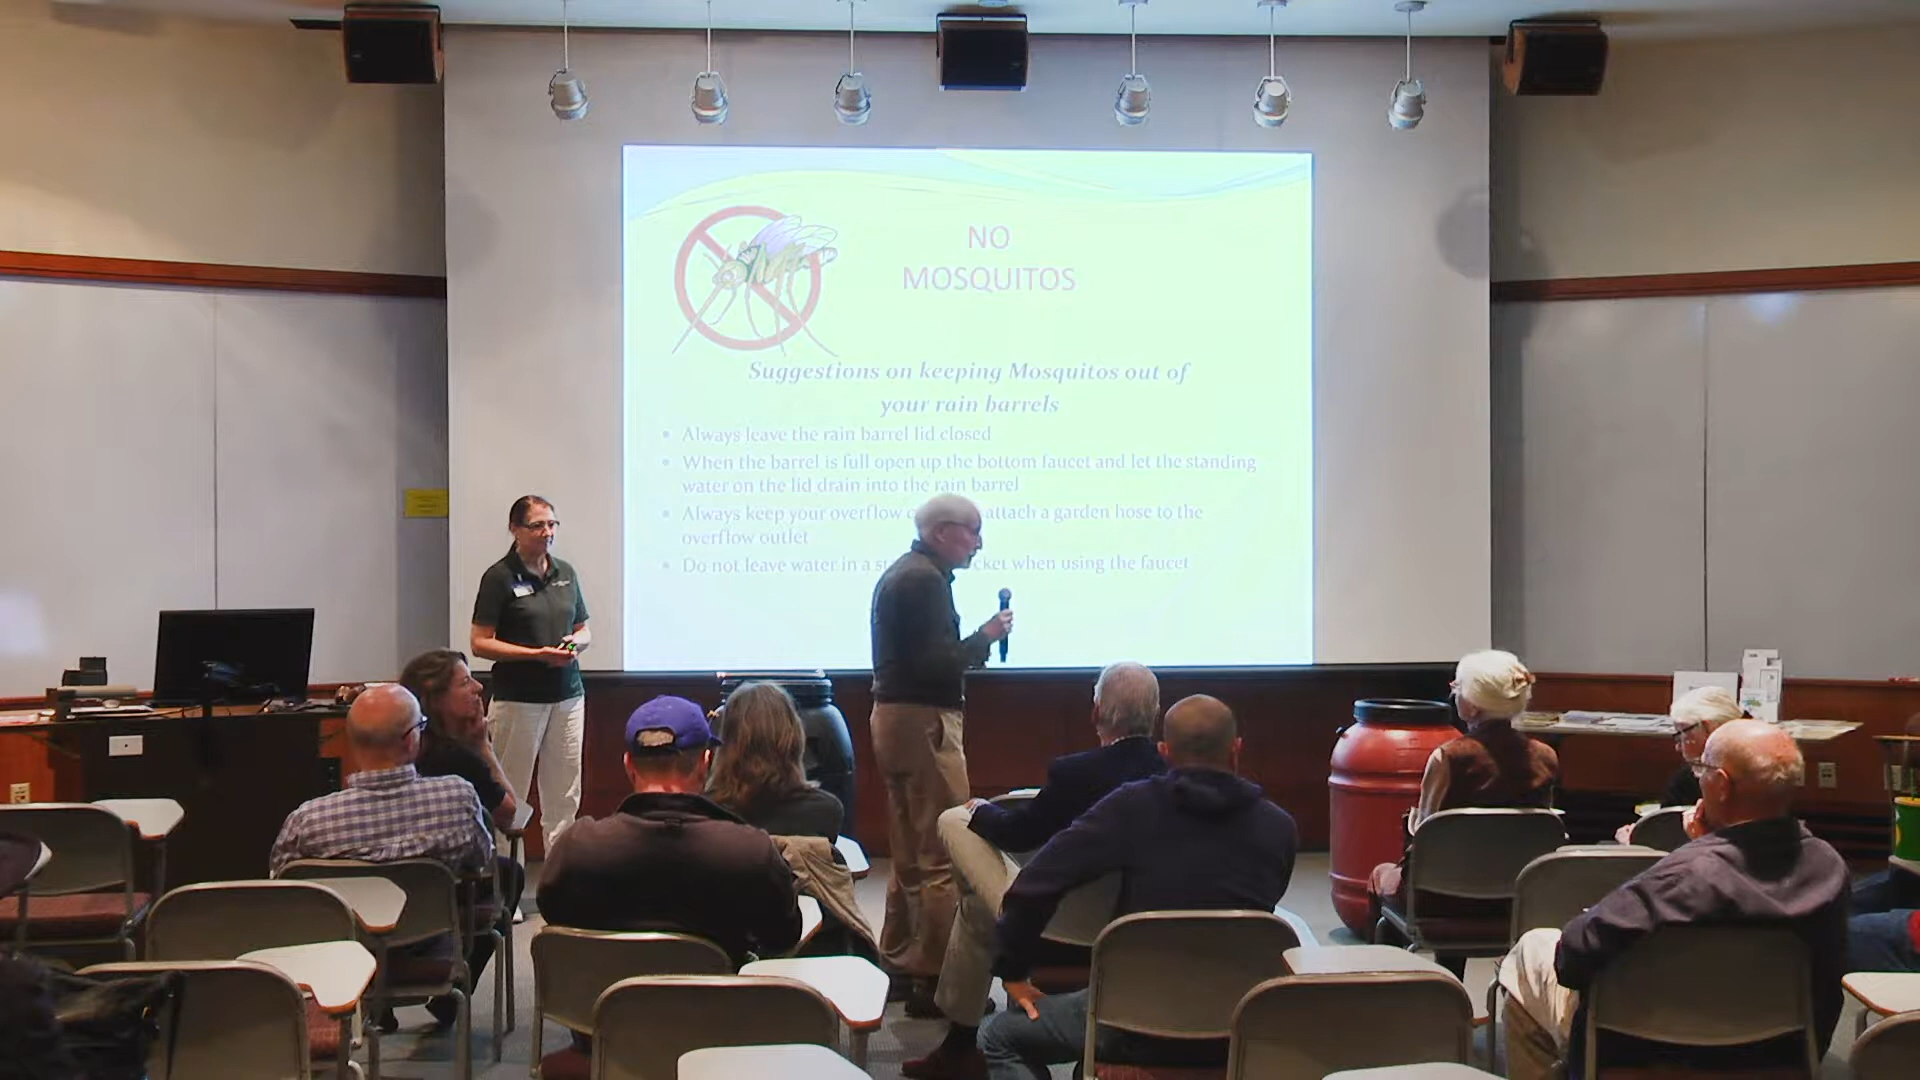 NO
MOSQUITOS
Suggestions on keeping Mosquitos out of
your rain barrels
• Always leave the rain barrel lid closed
• When the barrel is full open up the bottom faucet and let the standing
water on the lid drain into the rain barrel
• Always keep your overflow attach a garden hose to the
overflow outlet
• Do not leave water in a when using the faucet